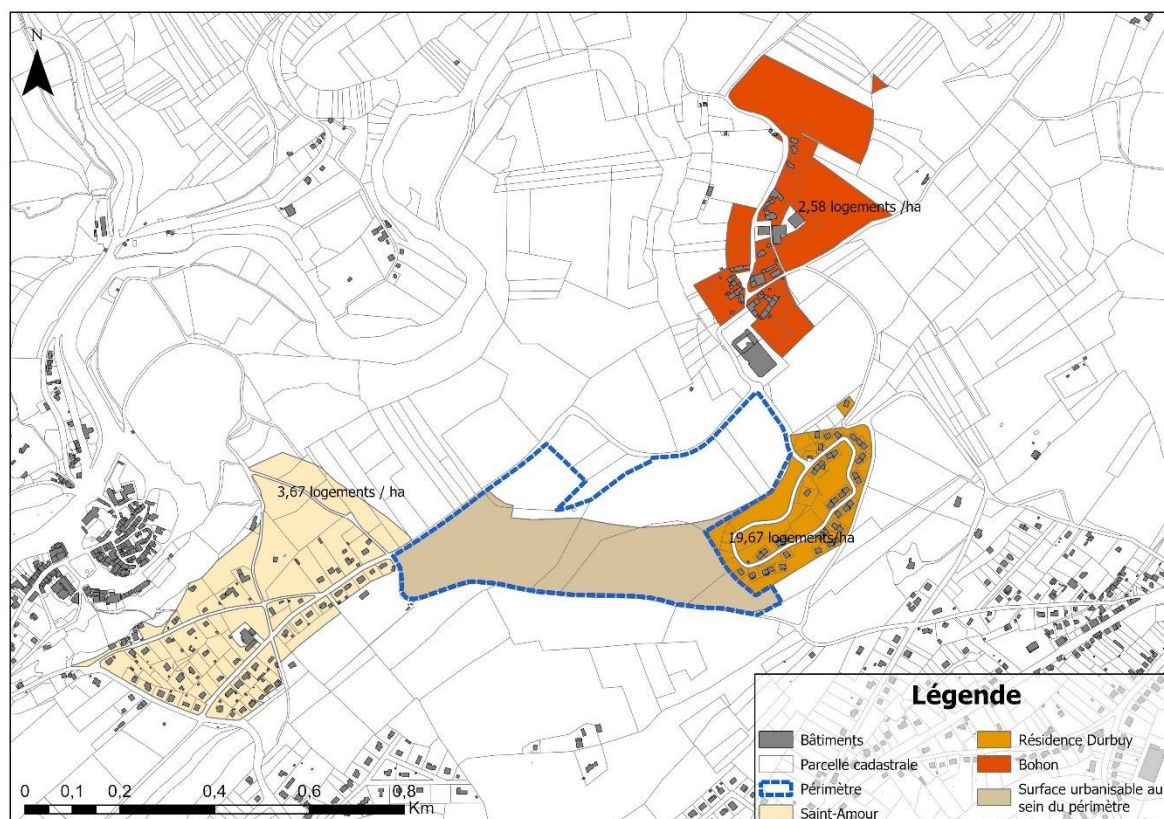 N
2,58 logements /ha
3,67 logements / ha
19,67 logements/ha
Légende
Bâtiments
Parcelle cadastrale
Périmètre
Saint-Amour
Résidence Durbuy
Bohon
Surface urbanisable au
sein du périmètre
0 0,1 0,2 0,4 0,6 0,8
Km